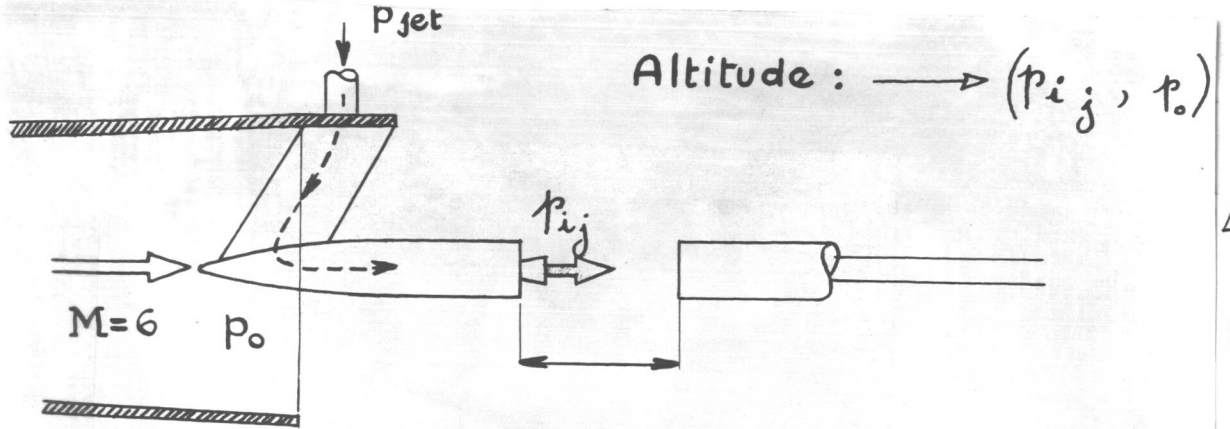 Pjet
Altitude : → (pij , p₀)
pij
M=6 p₀